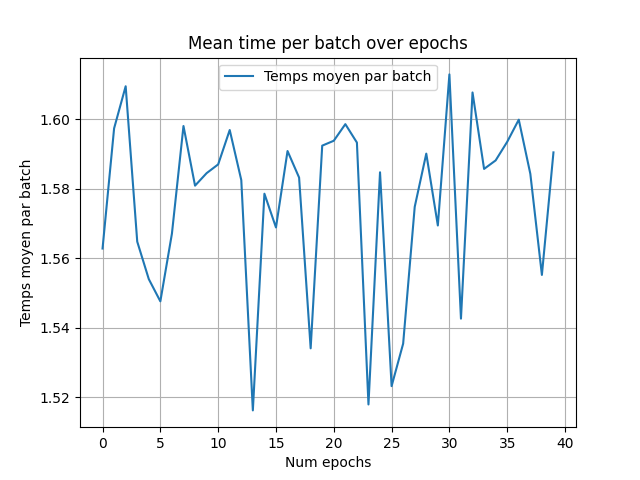 Mean time per batch over epochs
Temps moyen par batch
Temps moyen par batch
1.60
1.58
1.56
1.54
1.52
0 5 10 15 20 25 30 35 40
Num epochs